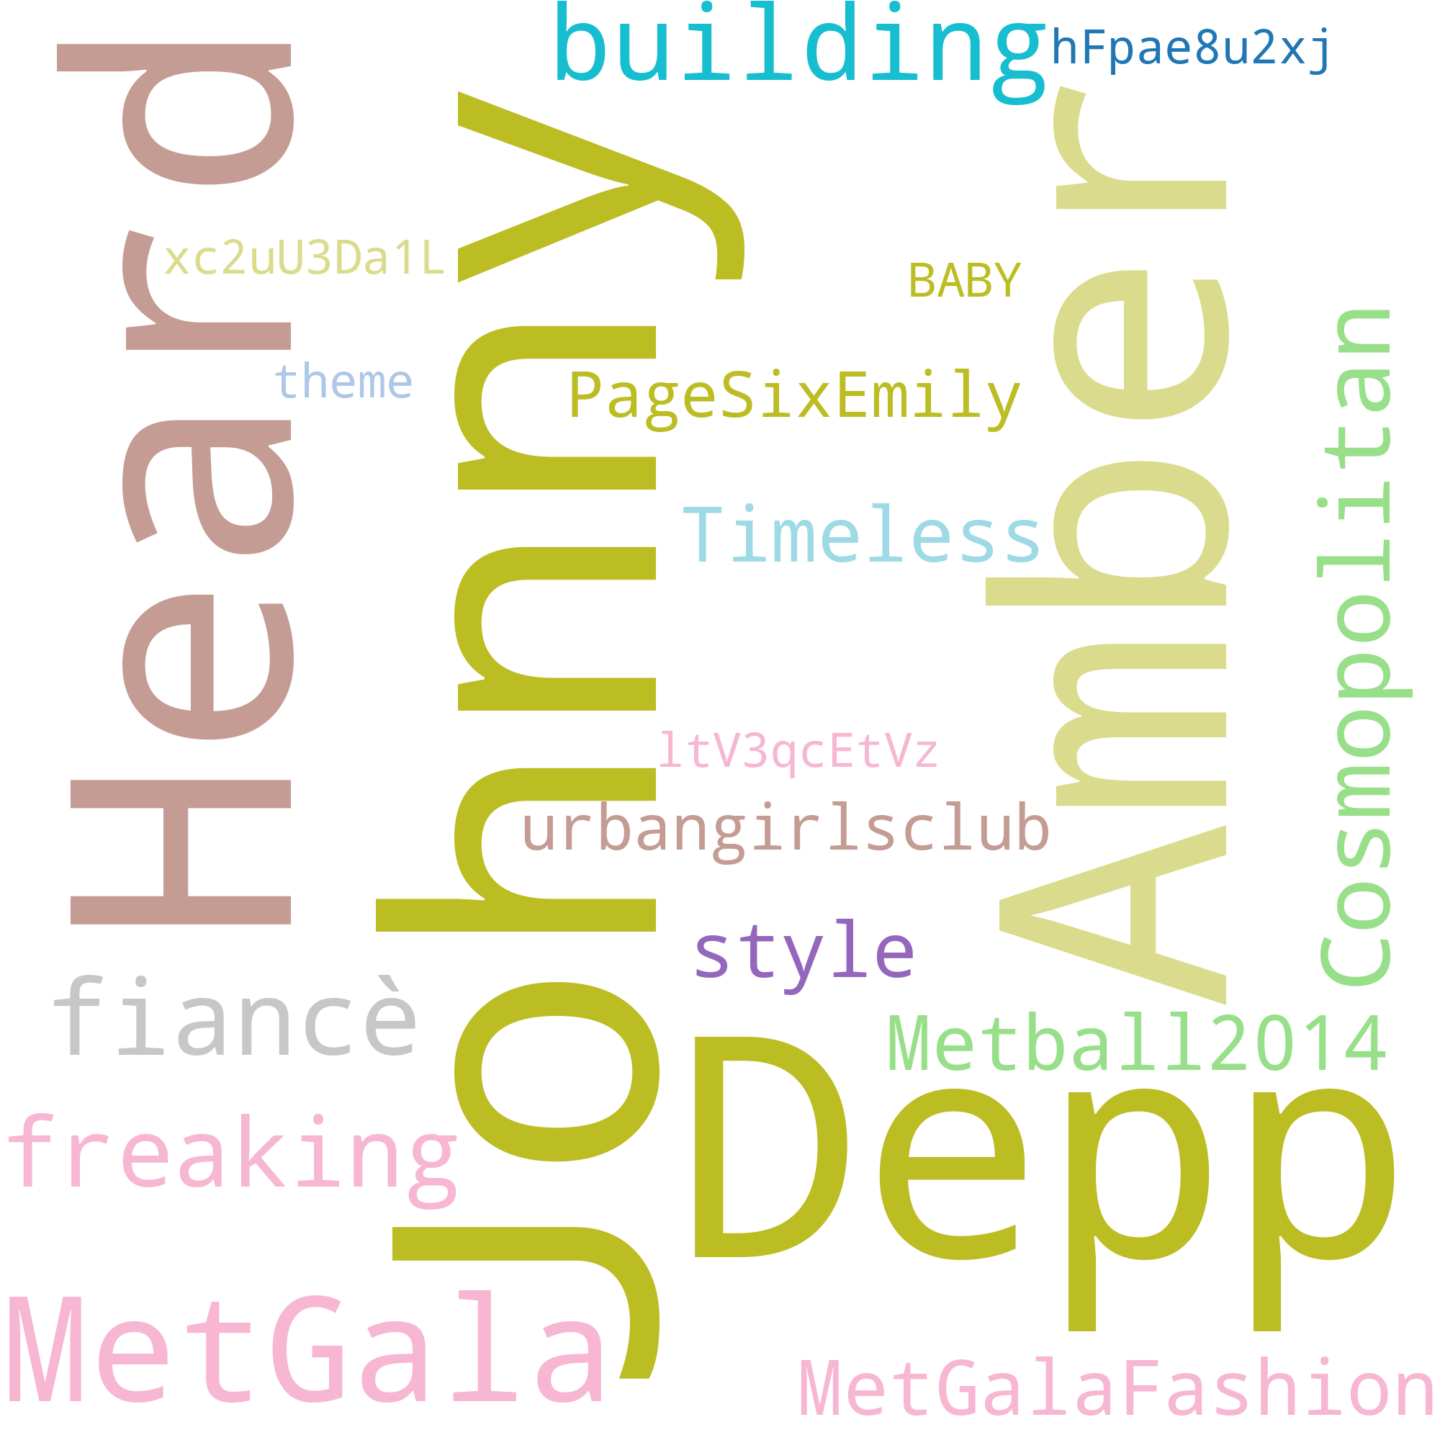 building
hFpae8u2xj
Heard
Johnny
Amber
xc2uU3Da1L
BABY
theme
PageSixEmily
Cosmopolitan
Timeless
ltV3qcEtVz
urbangirlsclub
style
fiancè
Metball2014
Depp
freaking
MetGala
MetGalaFashion